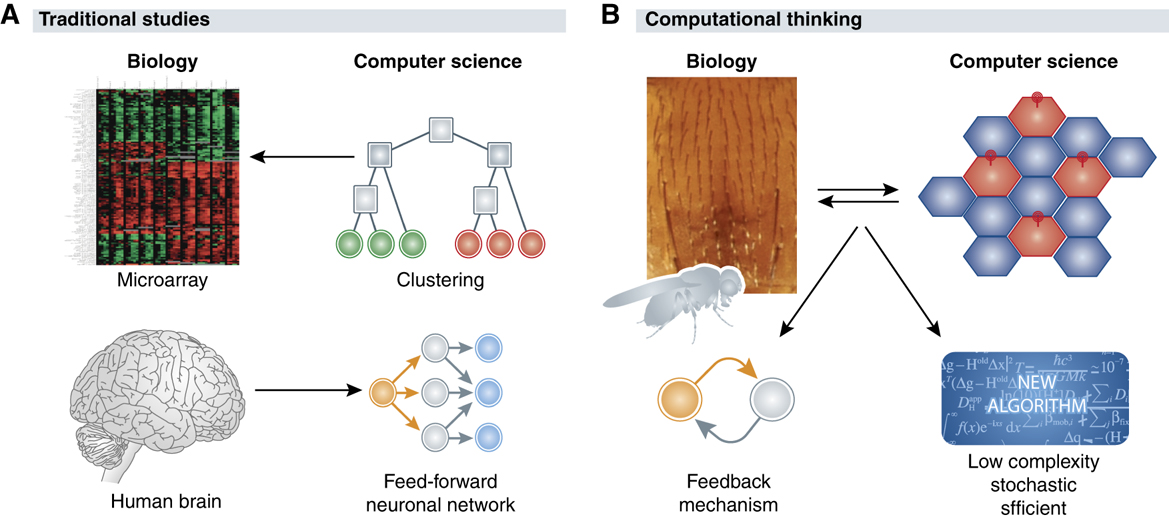 A Traditional studies
Biology
Computer science
Microarray
Clustering
Human brain
Feed-forward
neuronal network
B Computational thinking
Biology
Computer science
Feedback
mechanism
NEW
ALGORITHM
Low complexity
stochastic
sfficient